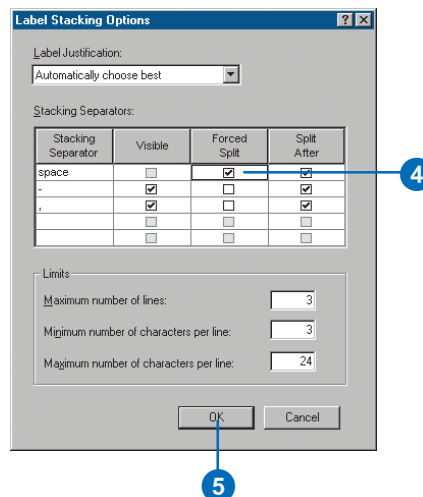 Label Stacking Options
Label Justification:
Automatically choose best
Stacking Separators:
Stacking Separator Visible Forced Split Split After
space
-
,
4
Limits
Maximum number of lines: 3
Minimum number of characters per line: 3
Maximum number of characters per line: 24
OK Cancel
5